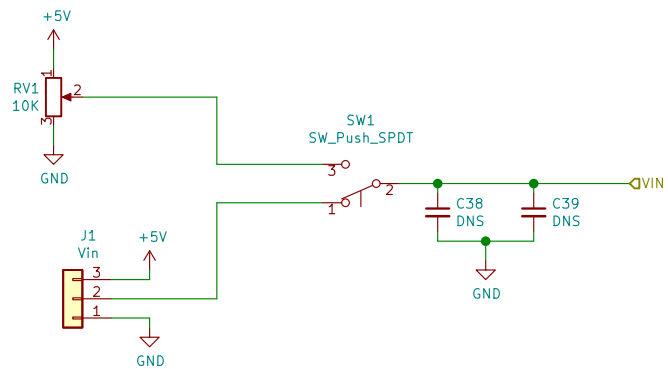 +5V
1
RV1
10K
2
3
GND
SW1
SW_Push_SPDT
3
2
1
VIN
C38
DNS
C39
DNS
GND
J1
Vin
+5V
3
2
1
GND